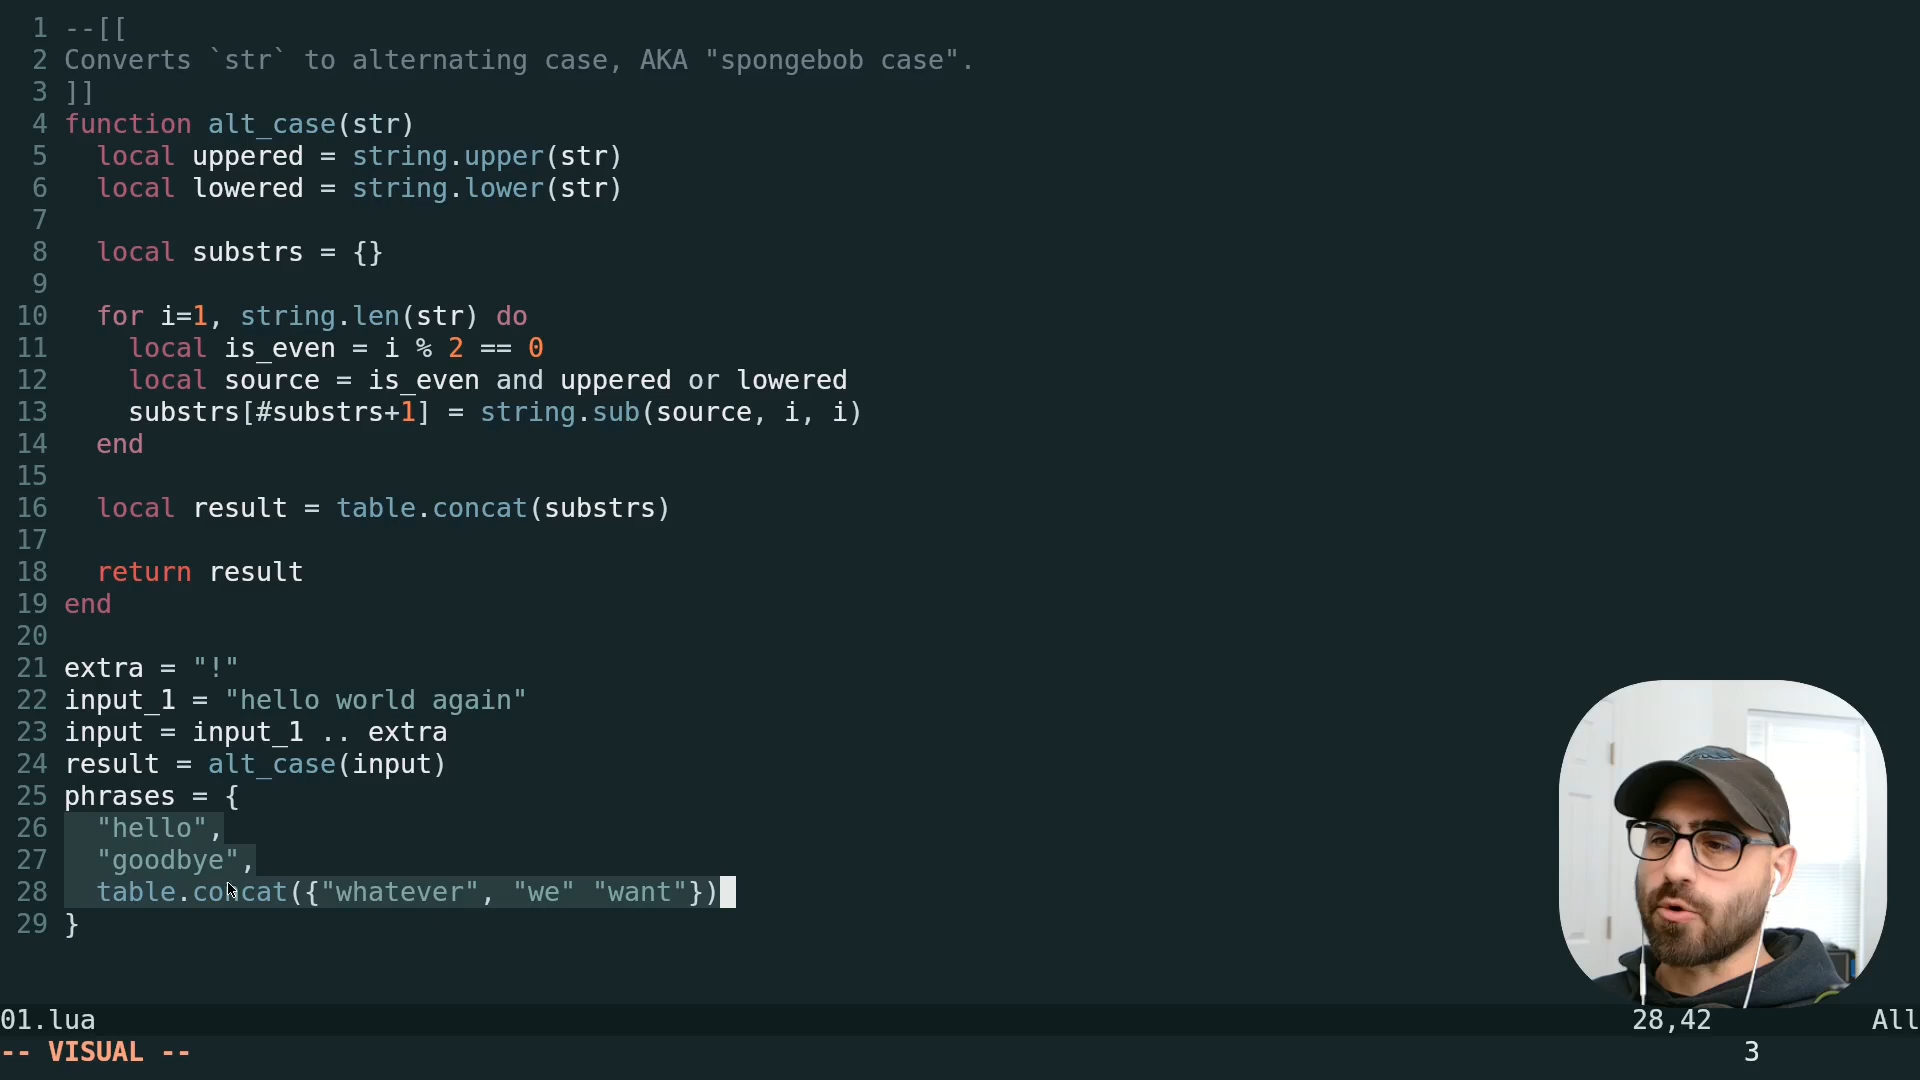 1 --[[
2 Converts `str` to alternating case, AKA "spongebob case".
3 ]]
4 function alt_case(str)
5   local uppered = string.upper(str)
6   local lowered = string.lower(str)
7
8   local substrs = {}
9
10   for i=1, string.len(str) do
11     local is_even = i % 2 == 0
12     local source = is_even and uppered or lowered
13     substrs[#substrs+1] = string.sub(source, i, i)
14   end
15
16   local result = table.concat(substrs)
17
18   return result
19 end
20
21 extra = "!"
22 input_1 = "hello world again"
23 input = input_1 .. extra
24 result = alt_case(input)
25 phrases = {
26   "hello",
27   "goodbye",
28   table.concat({"whatever", "we" "want"})
29 }
01.lua 28,42 All
-- VISUAL -- 3